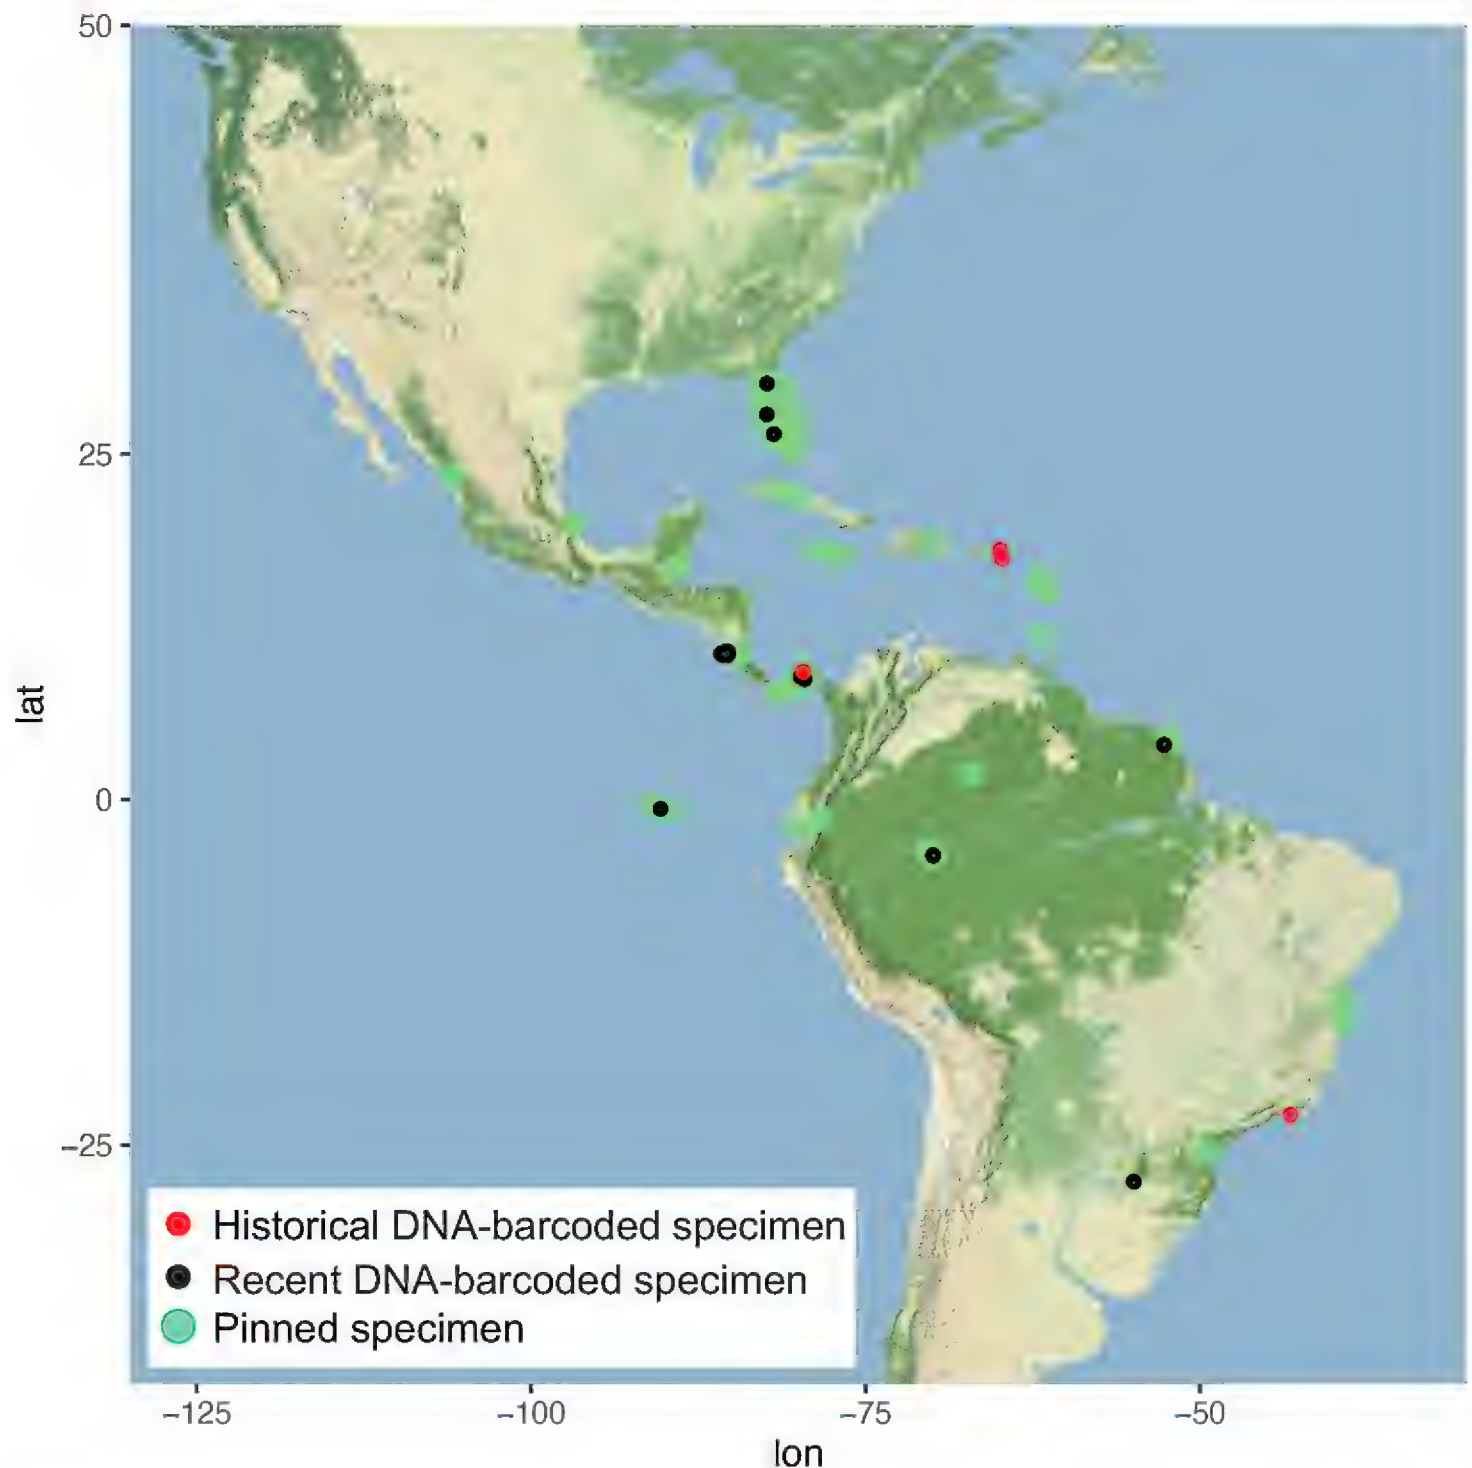 50
25
0
−25
lat
Historical DNA-barcoded specimen
Recent DNA-barcoded specimen
Pinned specimen
−125
−100
−75
−50
lon